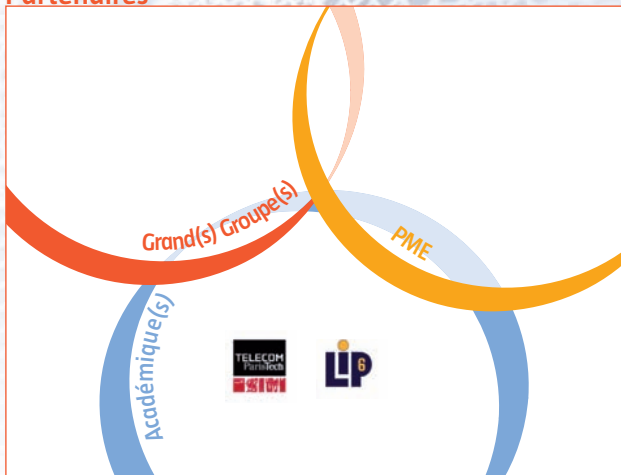 Partenaires
Grand(s) Groupe(s)
PME
Académique(s)
TELECOM
ParisTech
LIP6